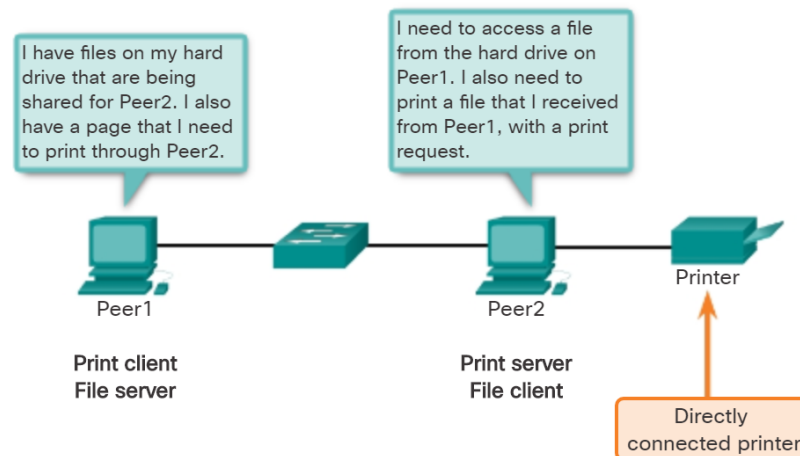 I have files on my hard
drive that are being
shared for Peer2. I also
have a page that I need
to print through Peer2.
I need to access a file
from the hard drive on
Peer1. I also need to
print a file that I received
from Peer1, with a print
request.
Peer1
Peer2
Printer
Print client
File server
Print server
File client
Directly
connected printer